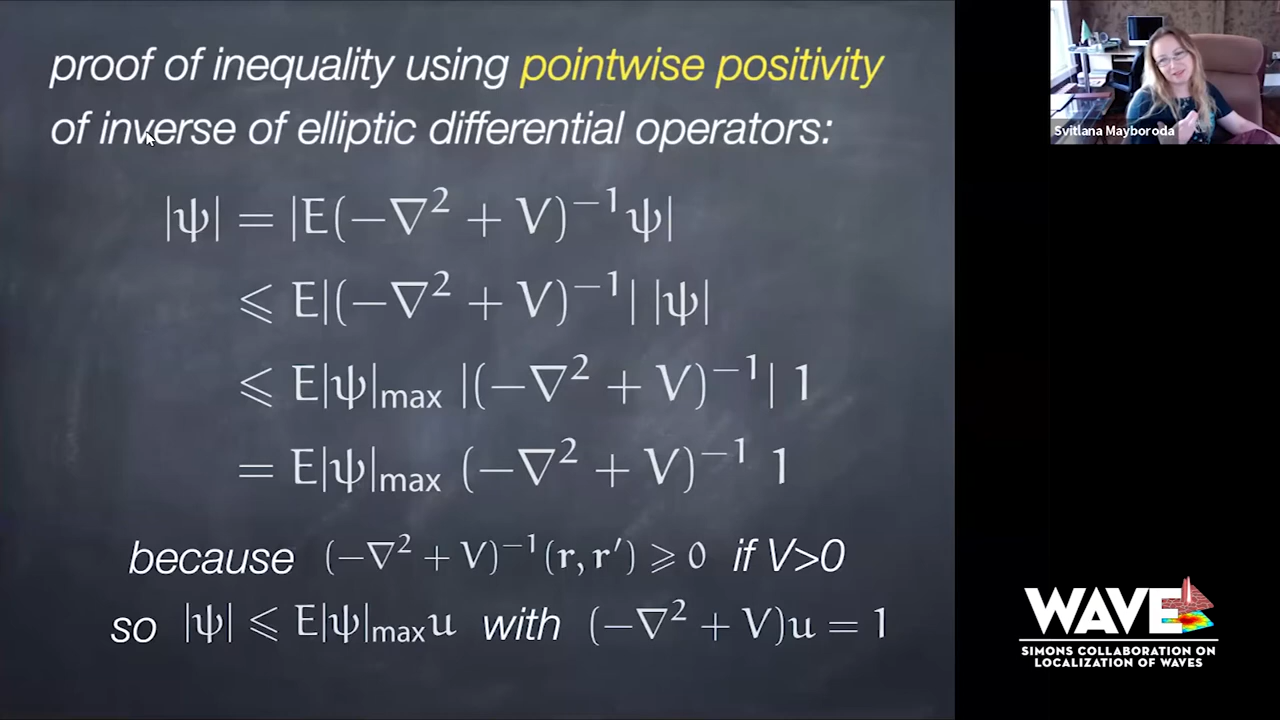 proof of inequality using pointwise positivity
of inverse of elliptic differential operators:
|ψ| = |E(−∇² + V)⁻¹ψ|
⩽ E|(−∇² + V)⁻¹| |ψ|
⩽ E|ψ|max |(−∇² + V)⁻¹| 1
= E|ψ|max (−∇² + V)⁻¹ 1
because (−∇² + V)⁻¹(r, r′) ⩾ 0 if V>0
so |ψ| ⩽ E|ψ|max u with (−∇² + V)u = 1
Svitlana Mayboroda
WAVE
SIMONS COLLABORATION ON
LOCALIZATION OF WAVES